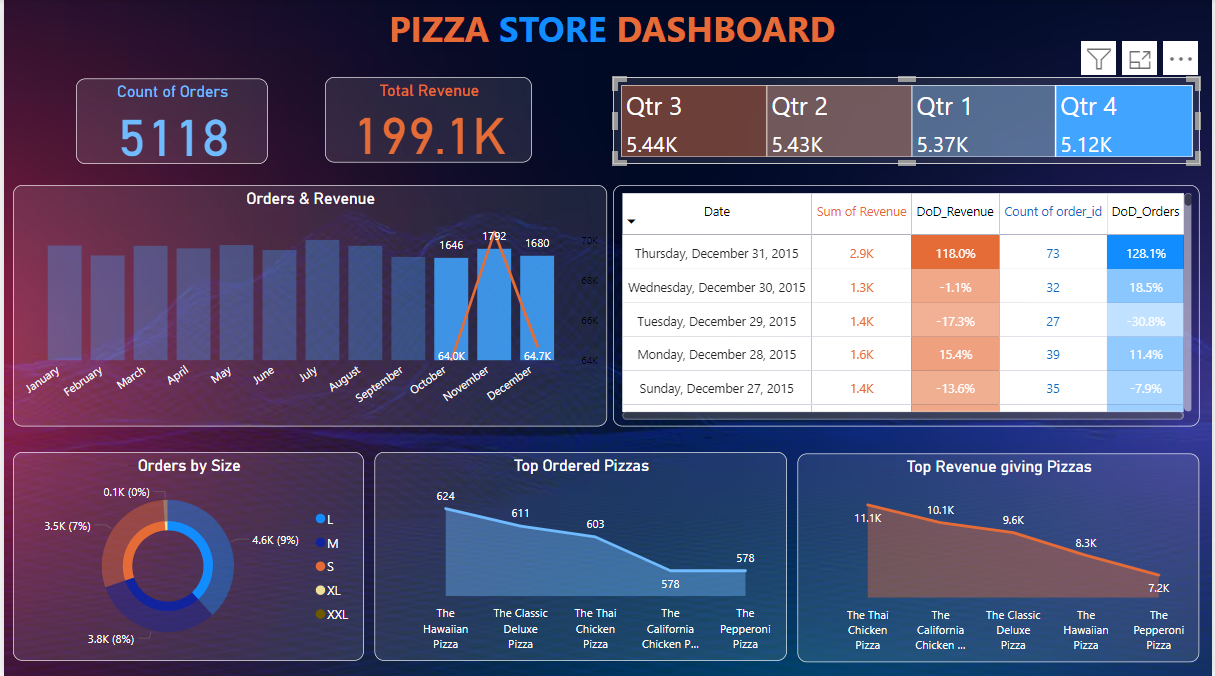 PIZZA STORE DASHBOARD
Count of Orders
5118
Total Revenue
199.1K
Qtr 3
5.44K
Qtr 2
5.43K
Qtr 1
5.37K
Qtr 4
5.12K
Orders & Revenue
1646
1792
1680
64.0K
64.7K
70K
68K
66K
64K
January
February
March
April
May
June
July
August
September
October
November
December
Date Sum of Revenue DoD_Revenue Count of order_id DoD_Orders
Thursday, December 31, 2015 2.9K 118.0% 73 128.1%
Wednesday, December 30, 2015 1.3K -1.1% 32 18.5%
Tuesday, December 29, 2015 1.4K -17.3% 27 -30.8%
Monday, December 28, 2015 1.6K 15.4% 39 11.4%
Sunday, December 27, 2015 1.4K -13.6% 35 -7.9%
Orders by Size
0.1K (0%)
3.5K (7%)
4.6K (9%)
3.8K (8%)
L
M
S
XL
XXL
Top Ordered Pizzas
624
611
603
578
578
The Hawaiian Pizza
The Classic Deluxe Pizza
The Thai Chicken Pizza
The California Chicken P...
The Pepperoni Pizza
Top Revenue giving Pizzas
11.1K
10.1K
9.6K
8.3K
7.2K
The Thai Chicken Pizza
The California Chicken ...
The Classic Deluxe Pizza
The Hawaiian Pizza
The Pepperoni Pizza